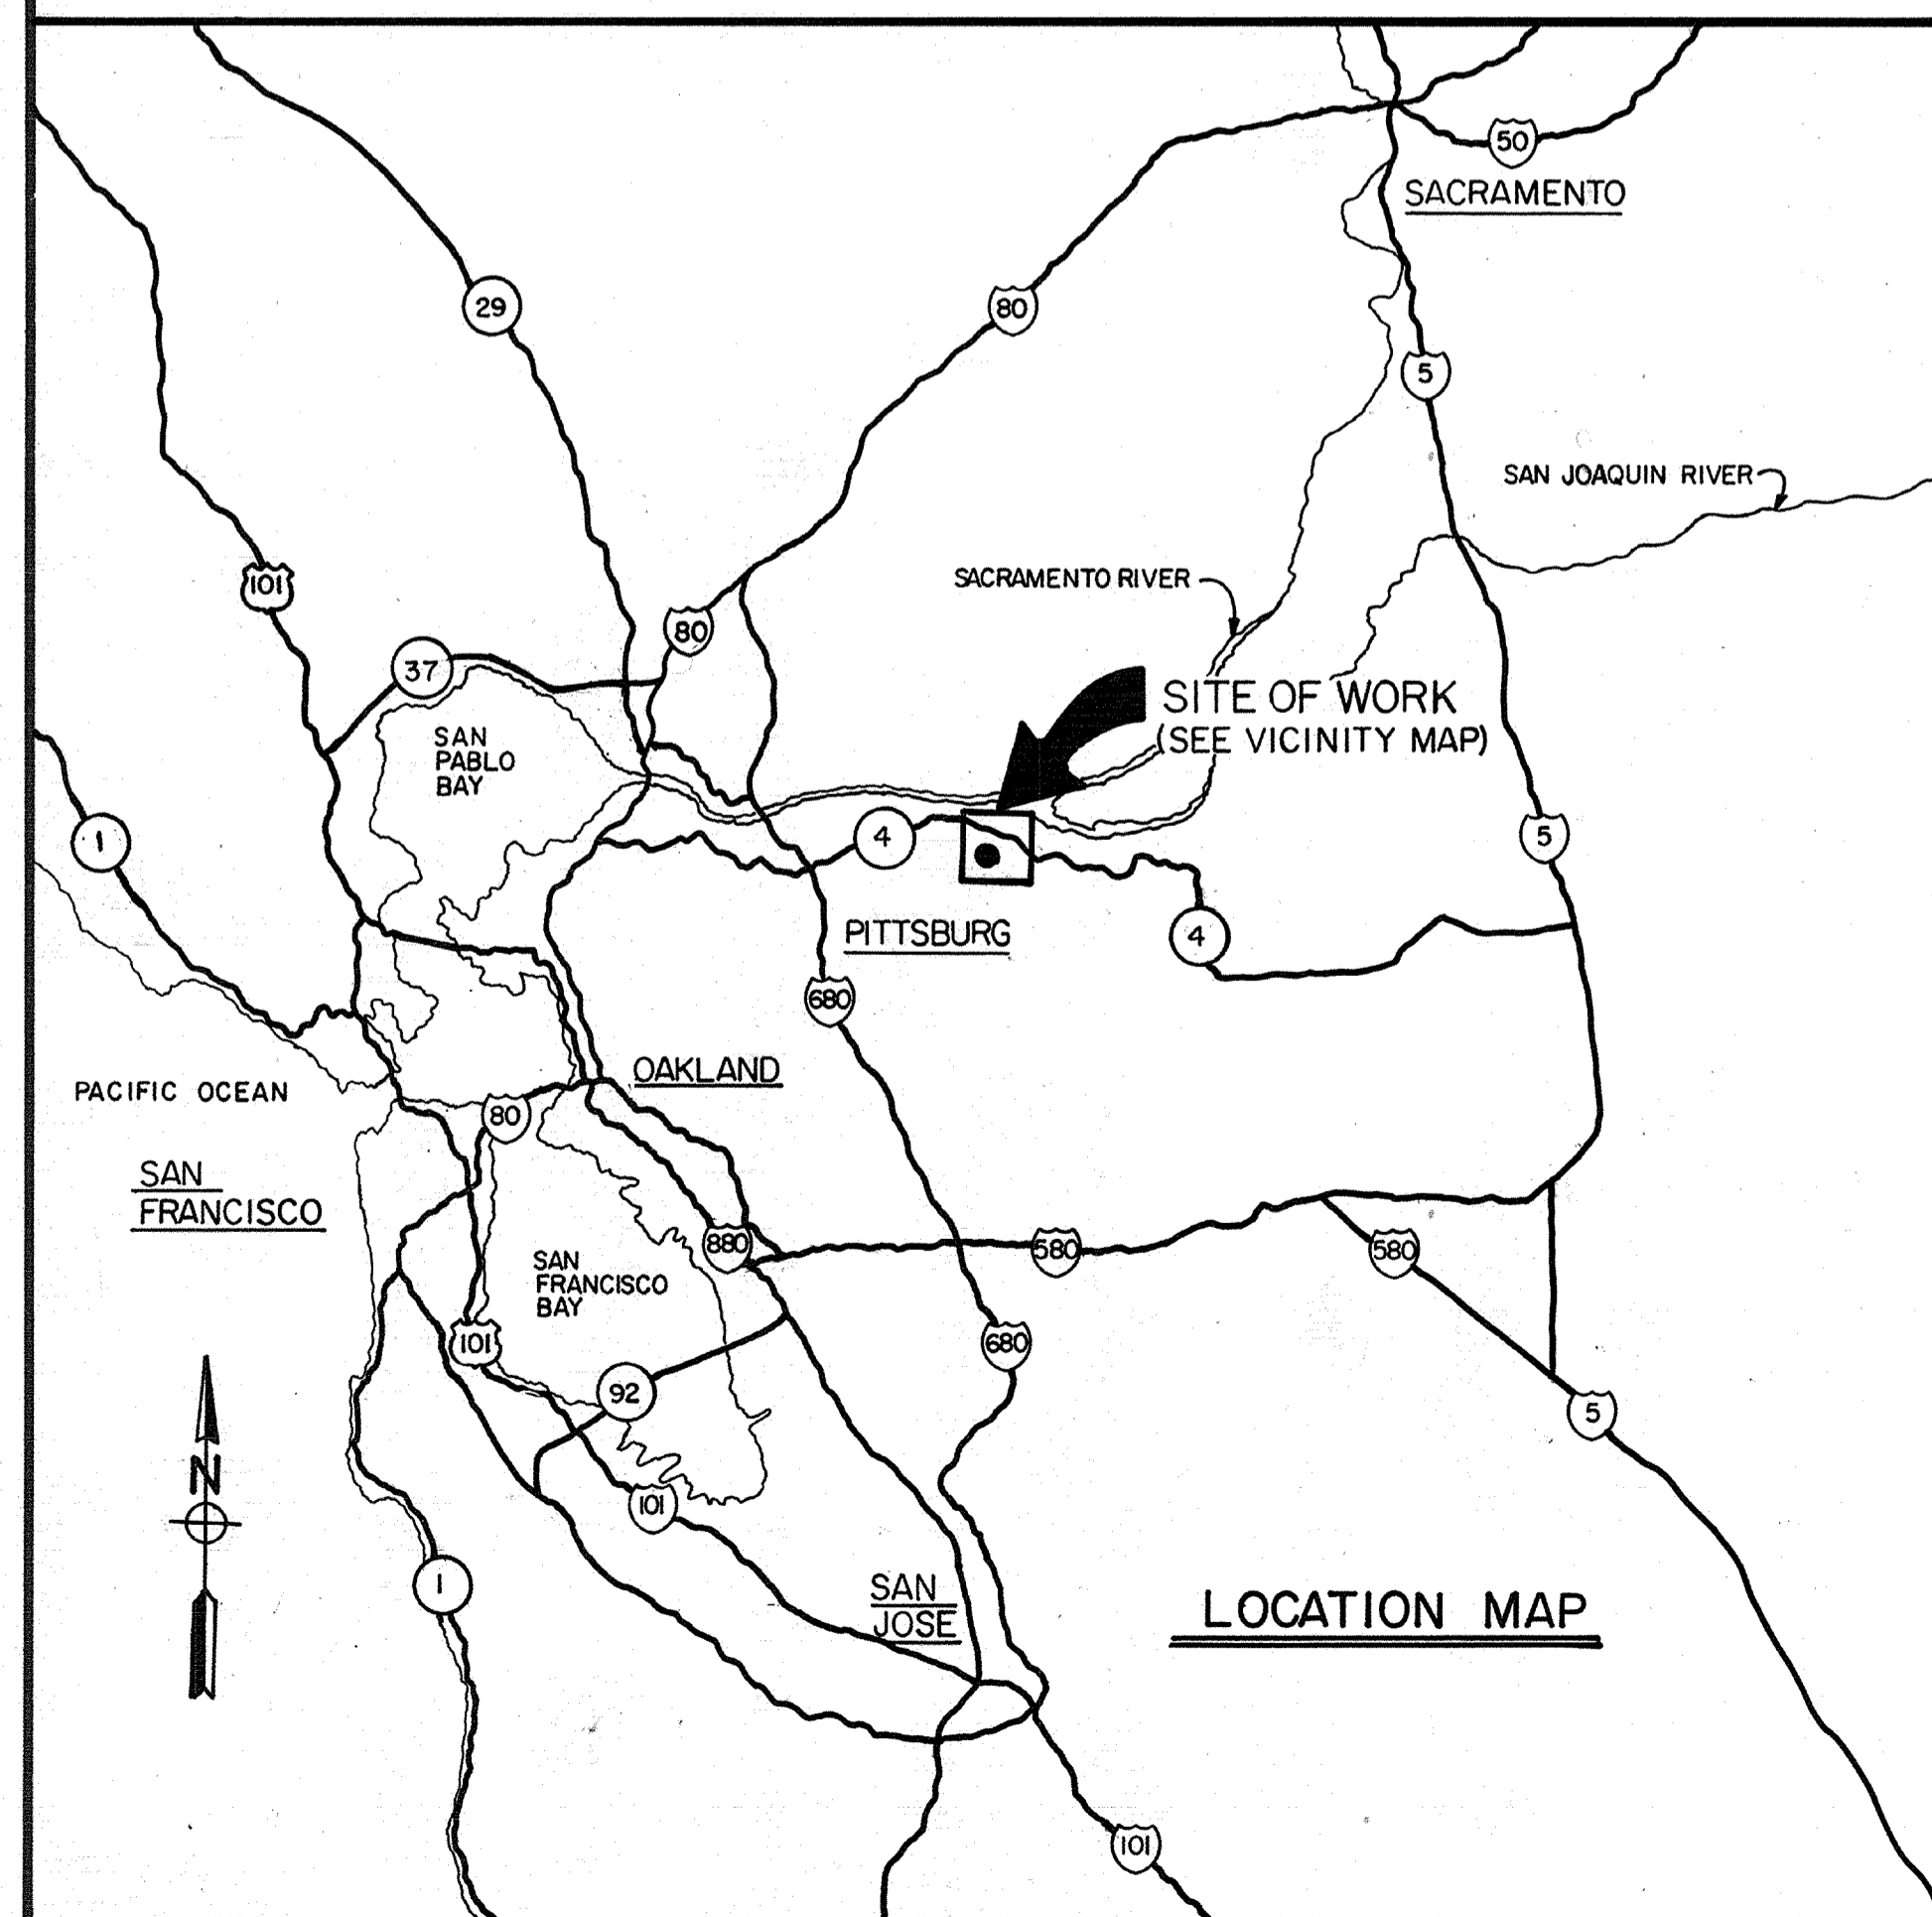 50
SACRAMENTO
29
80
5
SAN JOAQUIN RIVER
SACRAMENTO RIVER
101
80
37
SITE OF WORK
(SEE VICINITY MAP)
SAN
PABLO
BAY
1
4
5
PITTSBURG
4
680
OAKLAND
PACIFIC OCEAN
80
SAN
FRANCISCO
880
580
580
SAN
FRANCISCO
BAY
101
680
92
5
N
101
1
SAN
JOSE
LOCATION MAP
101